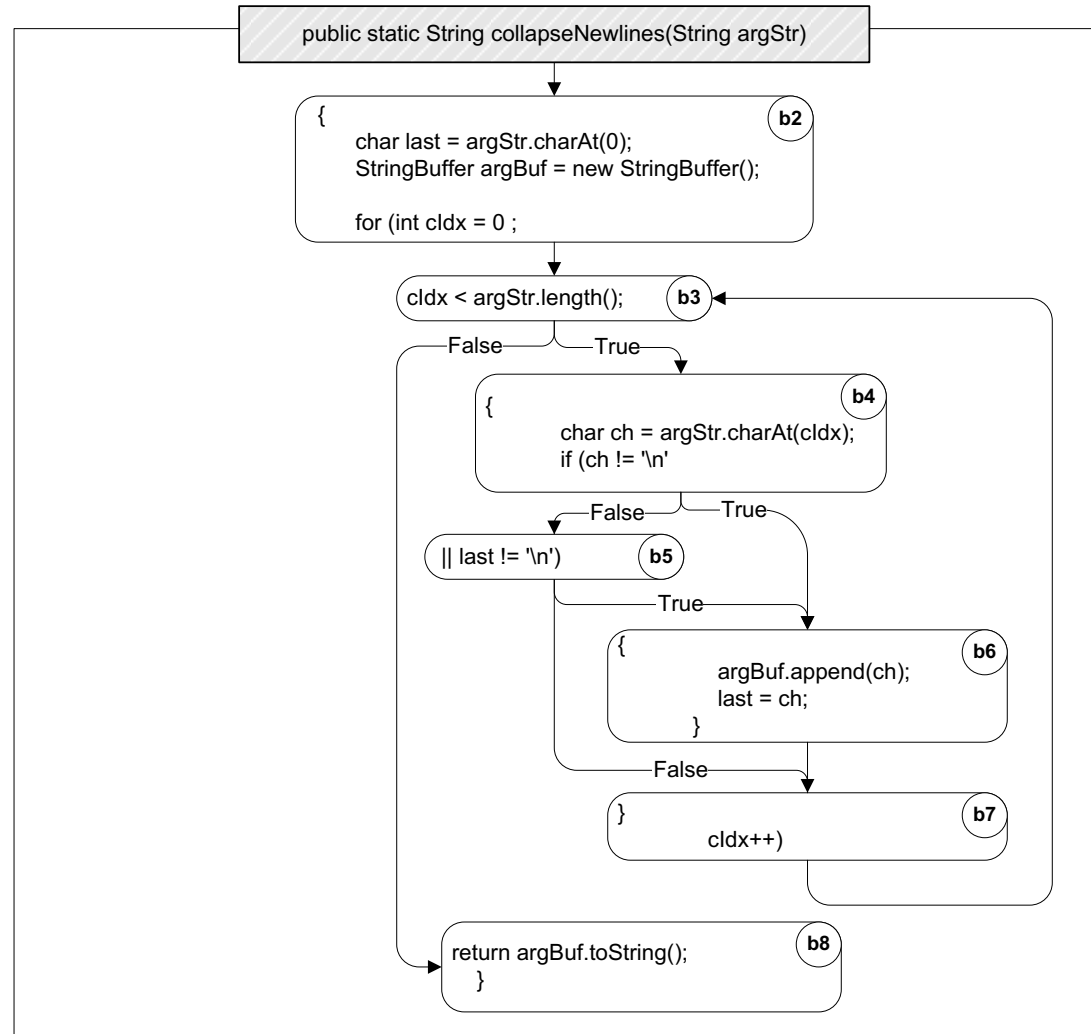 public static String collapseNewlines(String argStr)
{
b2
char last = argStr.charAt(0);
StringBuffer argBuf = new StringBuffer();
for (int cIdx = 0 ;
cIdx < argStr.length();
b3
False
True
{
b4
char ch = argStr.charAt(cIdx);
if (ch != '\n'
False
True
|| last != '\n')
b5
True
{
b6
argBuf.append(ch);
last = ch;
}
False
}
b7
cIdx++)
return argBuf.toString();
b8
}